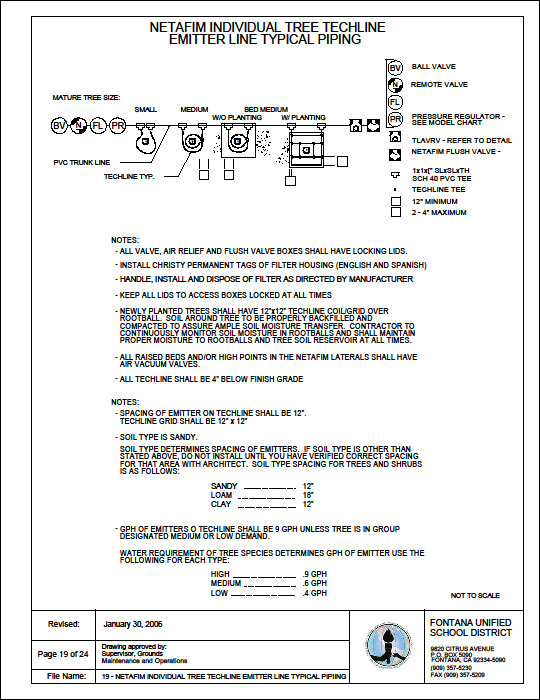 NETAFIM INDIVIDUAL TREE TECHLINE
EMITTER LINE TYPICAL PIPING
BV BALL VALVE
N REMOTE VALVE
FL
PR PRESSURE REGULATOR -
SEE MODEL CHART
TLAVRV - REFER TO DETAIL
NETAFIM FLUSH VALVE -
1x1x[" SLxSLxTH
SCH 40 PVC TEE
TECHLINE TEE
12" MINIMUM
2 - 4" MAXIMUM
MATURE TREE SIZE:
SMALL MEDIUM BED MEDIUM
W/O PLANTING W/ PLANTING
BV N FL PR
PVC TRUNK LINE
TECHLINE TYP.
NOTES:
- ALL VALVE, AIR RELIEF AND FLUSH VALVE BOXES SHALL HAVE LOCKING LIDS.
- INSTALL CHRISTY PERMANENT TAGS OF FILTER HOUSING (ENGLISH AND SPANISH)
- HANDLE, INSTALL AND DISPOSE OF FILTER AS DIRECTED BY MANUFACTOR
- KEEP ALL LIDS TO ACCESS BOXES LOCKED AT ALL TIMES
- NEWLY PLANTED TREES SHALL HAVE 12"x12" TECHLINE COIL/GRID OVER
ROOTBALL. SOIL AROUND TREE TO BE PROPERLY BACKFILLED AND
COMPACTED TO ASSURE AMPLE SOIL MOISTURE TRANSFER. CONTRACTOR TO
CONTINUOUSLY MONITOR SOIL MOISTURE IN ROOTBALLS AND SHALL MAINTAIN
PROPER MOISTURE TO ROOTBALLS AND TREE SOIL RESERVOIR AT ALL TIMES.
- ALL RAISED BEDS AND/OR HIGH POINTS IN THE NETAFIM LATERALS SHALL HAVE
AIR VACUUM VALVES.
- ALL TECHLINE SHALL BE 4" BELOW FINISH GRADE
NOTES:
- SPACING OF EMITTER ON TECHLINE SHALL BE 12".
TECHLINE GRID SHALL BE 12" x 12"
- SOIL TYPE IS SANDY.
SOIL TYPE DETERMINES SPACING OF EMITTERS. IF SOIL TYPE IS OTHER THAN
STATED ABOVE, DO NOT INSTALL UNTIL YOU HAVE VERIFIED CORRECT SPACING
FOR THAT AREA WITH ARCHITECT. SOIL TYPE SPACING FOR TREES AND SHRUBS
IS AS FOLLOWS:
SANDY 12"
LOAM 18"
CLAY 12"
- GPH OF EMITTERS O TECHLINE SHALL BE 9 GPH UNLESS TREE IS IN GROUP
DESIGNATED MEDIUM OR LOW DEMAND.
WATER REQUIREMENT OF TREE SPECIES DETERMINES GPH OF EMITTER USE THE
FOLLOWING FOR EACH TYPE:
HIGH .9 GPH
MEDIUM .6 GPH
LOW .4 GPH
NOT TO SCALE
Revised: January 30, 2006
Page 19 of 24
Drawing approved by:
Supervisor, Grounds
Maintenance and Operations
File Name: 19 - NETAFIM INDIVIDUAL TREE TECHLINE EMITTER LINE TYPICAL PIPING
FONTANA UNIFIED
SCHOOL DISTRICT
9820 CITRUS AVENUE
P.O. BOX 5090
FONTANA, CA 92334-5090
(909) 357-5230
FAX (909) 357-5209